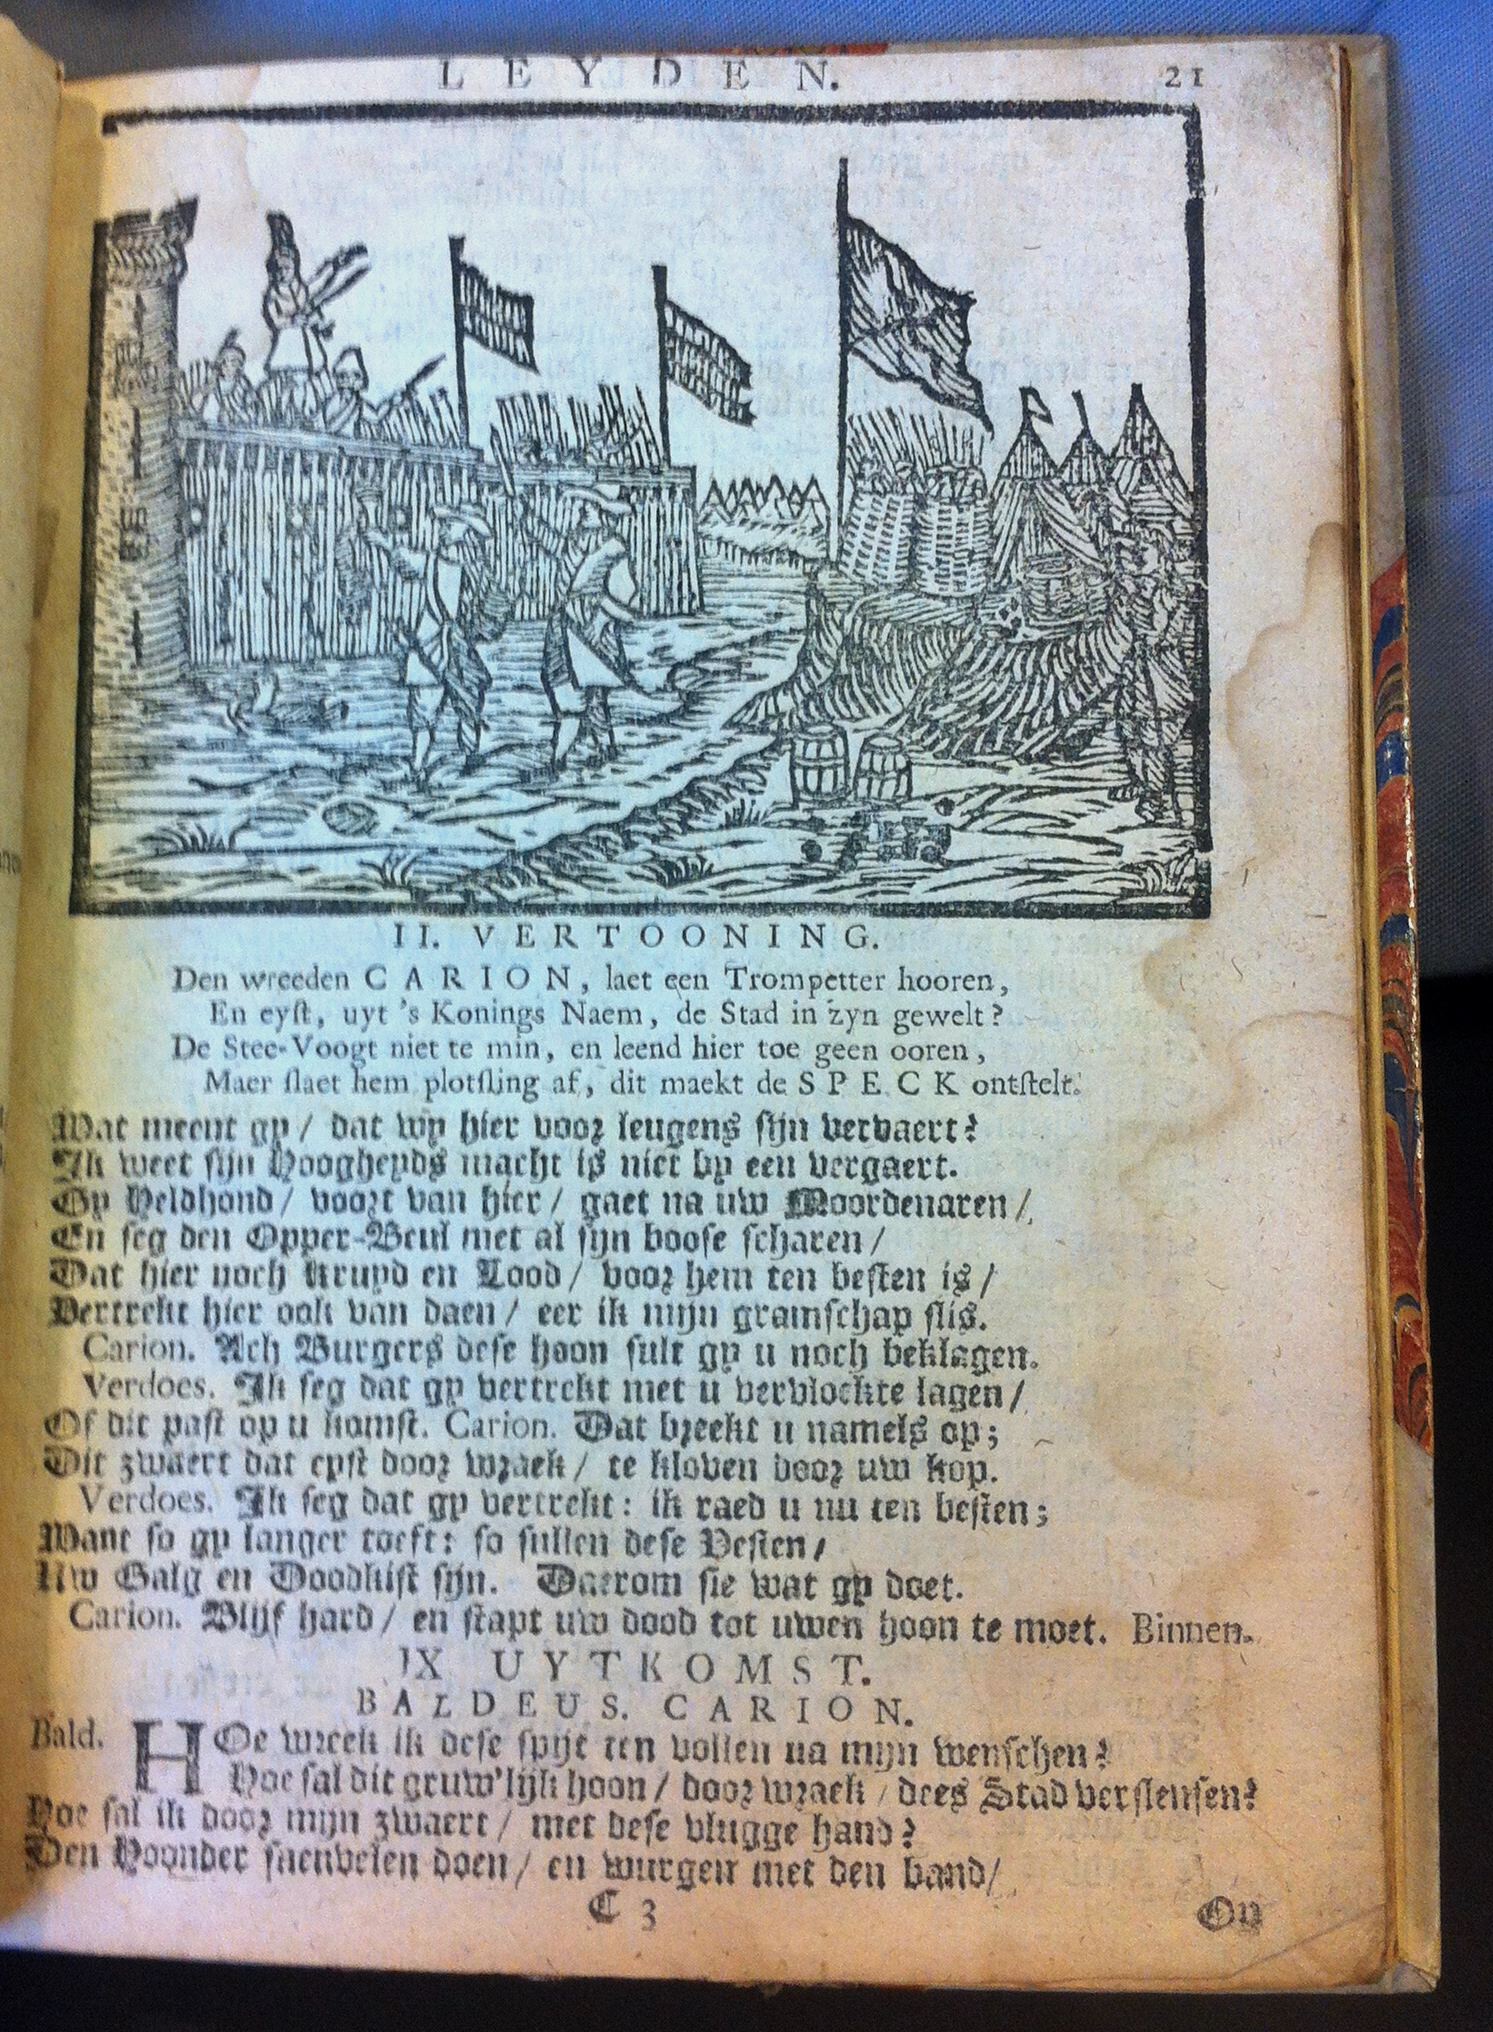 LEYDEN. 21
II. VERTOONING.
Den wreeden CARION, laet een Trompetter hooren,
En eyſt, uyt 's Konings Naem, de Stad in zyn gewelt?
De Stee-Voogt niet te min, en leend hier toe geen ooren,
Maer ſlaet hem plotſling af, dit maekt de SPECK ontſtelt.
Wat meent gy / dat wy hier voor leugens ſijn vervaert?
Ik weet ſijn Hoogheyds macht is niet by een vergaert.
Gy Veldhond / voort van hier / gaet na uw Moordenaren /
En ſeg den Opper-Beul met al ſijn booſe ſcharen /
Dat hier noch Kruyd en Lood / voor hem ten beſten is /
Vertrekt hier ook van daen / eer ik mijn gramſchap ſlis.
Carion. Ach Burgers deſe hoon ſult gy u noch beklagen.
Verdoes. Ik ſeg dat gy vertrekt met u vervlockte lagen /
Of dit paſt op u komſt. Carion. Dat breekt u namels op;
Dit zwaert dat eyſt door wraek / te kloven door uw kop.
Verdoes. Ik ſeg dat gy vertrekt: ik raed u nu ten beſten;
Want ſo gy langer toeft: ſo ſullen deſe Veſten /
Uw Galg en Doodkiſt ſijn. Daerom ſie wat gy doet.
Carion. Blijf hard / en ſtapt uw dood tot uwen hoon te moet. Binnen.
IX UYTKOMST.
BALDEUS. CARION.
Bald. HOe wreek ik deſe ſpijt ten vollen na mijn wenſchen?
Hoe ſal dit gruw'lijk hoon / door wraek / dees Stad verſlenſen?
Hoe ſal ik door mijn zwaert / met deſe vlugge hand?
Den Hoonder ſneuvelen doen / en wurgen met den band /
C 3 On